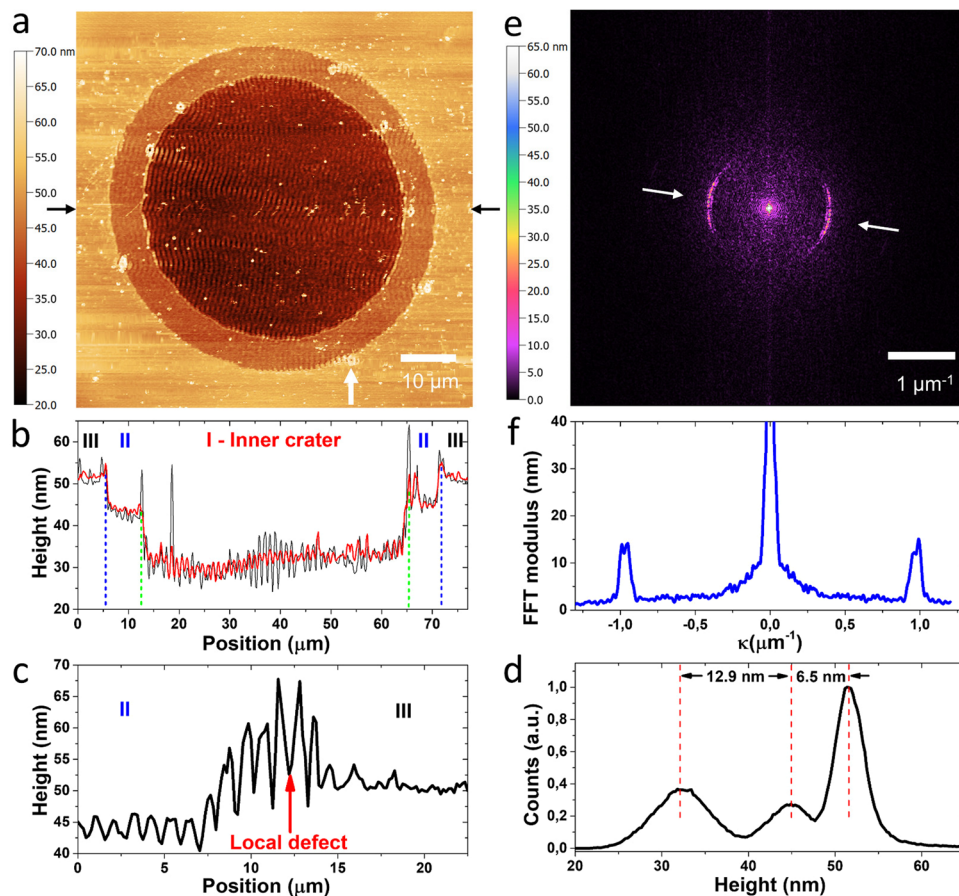 a
70.0 nm
65.0
60.0
55.0
50.0
45.0
40.0
35.0
30.0
25.0
20.0
10 μm
e
65.0 nm
60.0
55.0
50.0
45.0
40.0
35.0
30.0
25.0
20.0
15.0
10.0
5.0
0.0
1 μm⁻¹
b
III II I - Inner crater II III
Height (nm)
60
50
40
30
20
0 10 20 30 40 50 60 70
Position (μm)
f
FFT modulus (nm)
40
30
20
10
0
-1,0 -0,5 0,0 0,5 1,0
κ(μm⁻¹)
c
II III
Height (nm)
70
65
60
55
50
45
40
Local defect
0 5 10 15 20
Position (μm)
d
12.9 nm 6.5 nm
Counts (a.u.)
1,0
0,8
0,6
0,4
0,2
0,0
20 30 40 50 60
Height (nm)